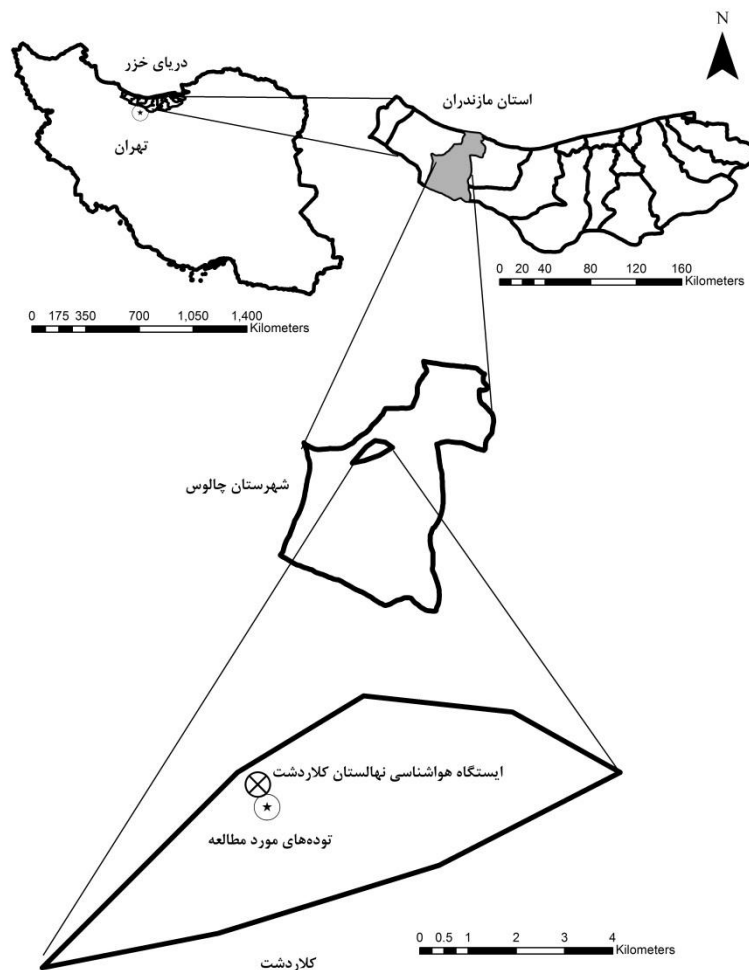 N
دریای خزر
استان مازندران
تهران
0 20 40 80 120 160
Kilometers
0 175 350 700 1,050 1,400
Kilometers
شهرستان چالوس
ایستگاه هواشناسی نهالستان کلاردشت
توده‌های مورد مطالعه
0 0.5 1 2 3 4
Kilometers
کلاردشت